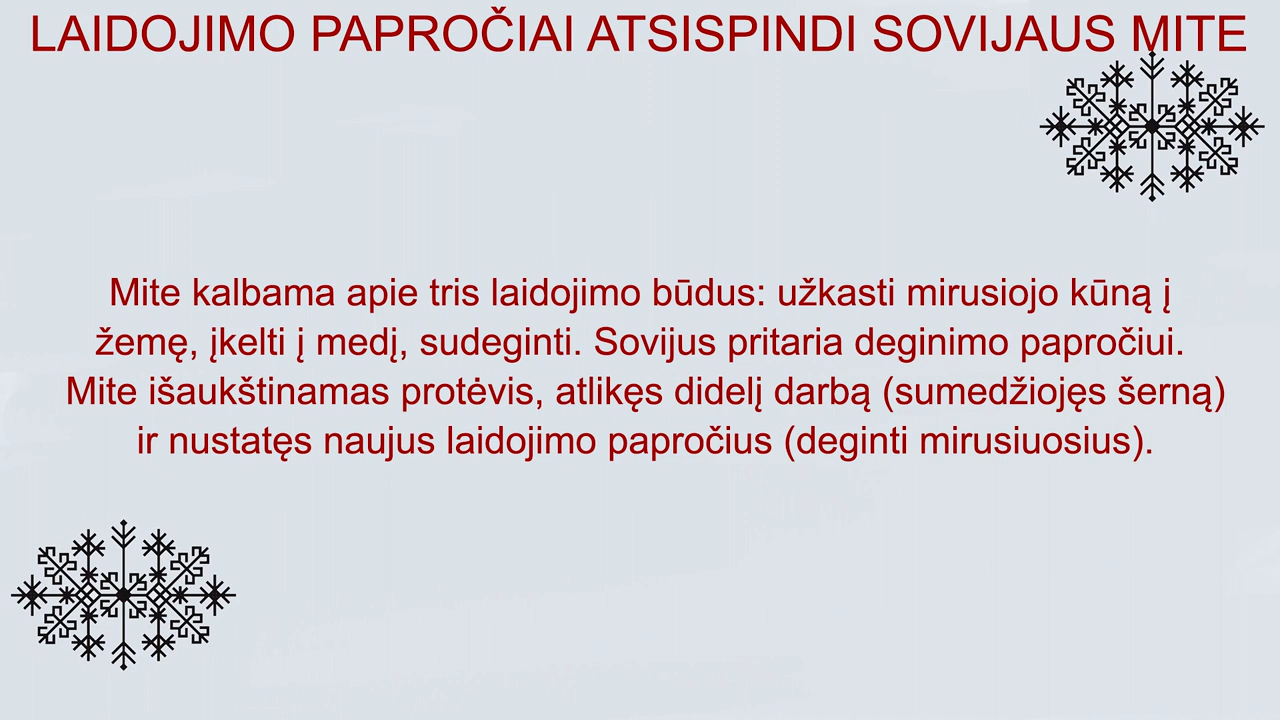 LAIDOJIMO PAPROČIAI ATSISPINDI SOVIJAUS MITE
Mite kalbama apie tris laidojimo būdus: užkasti mirusiojo kūną į
žemę, įkelti į medį, sudeginti. Sovijus pritaria deginimo papročiui.
Mite išaukštinamas protėvis, atlikęs didelį darbą (sumedžiojęs šerną)
ir nustatęs naujus laidojimo papročius (deginti mirusiuosius).